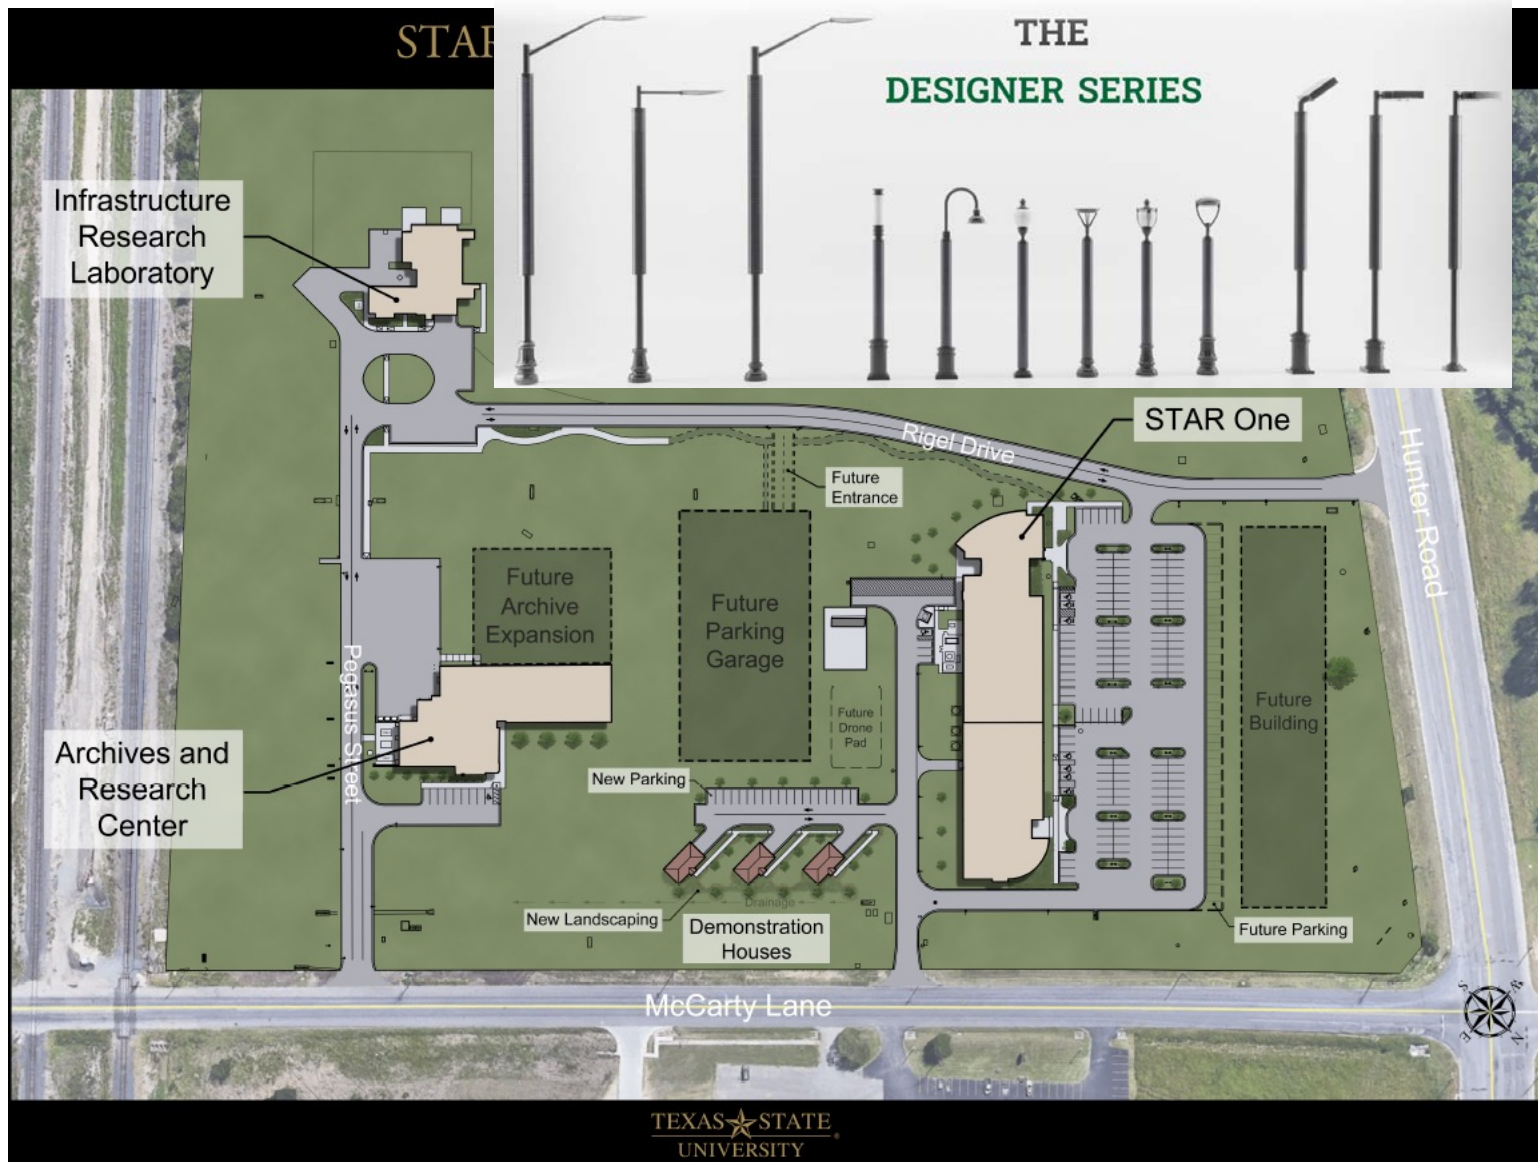 STAR
THE
DESIGNER SERIES
Infrastructure
Research
Laboratory
STAR One
Rigel Drive
Hunter Road
Future
Entrance
Future
Archive
Expansion
Future
Parking
Garage
Future
Drone
Pad
Future
Building
Pegasus Street
Archives and
Research
Center
New Parking
New Landscaping
Drainage
Demonstration
Houses
Future Parking
McCarty Lane
S
W
E
N
TEXAS STATE
UNIVERSITY